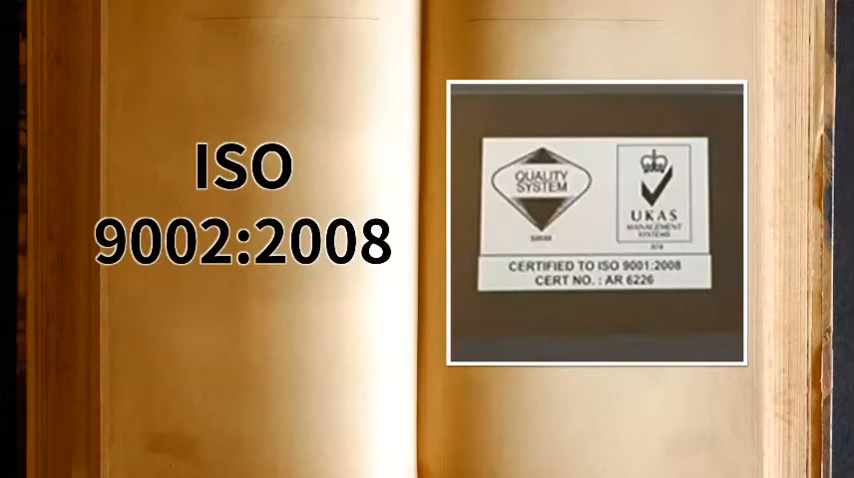 ISO
9002:2008
QUALITY
SYSTEM
UKAS
MANAGEMENT
SYSTEMS
CERTIFIED TO ISO 9001:2008
CERT NO. : AR 6226